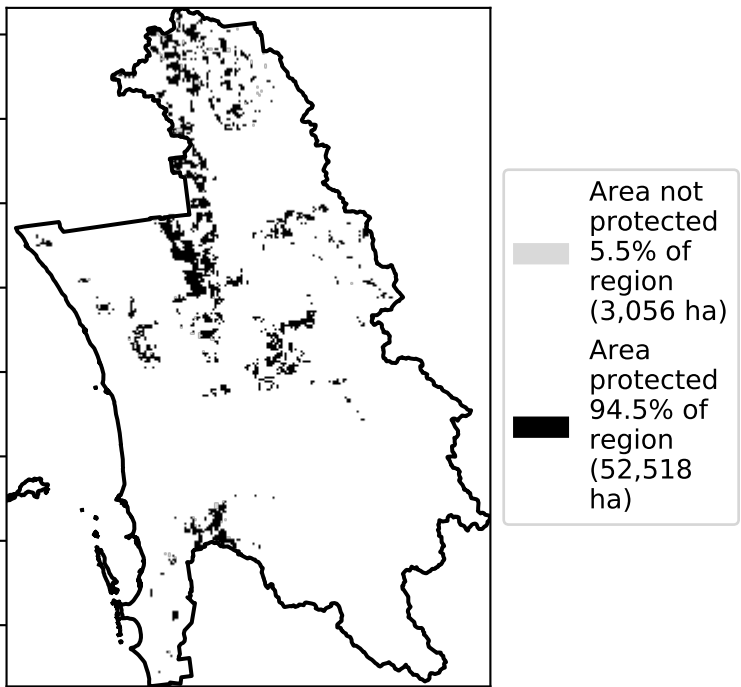 Area not
protected
5.5% of
region
(3,056 ha)
Area
protected
94.5% of
region
(52,518
ha)